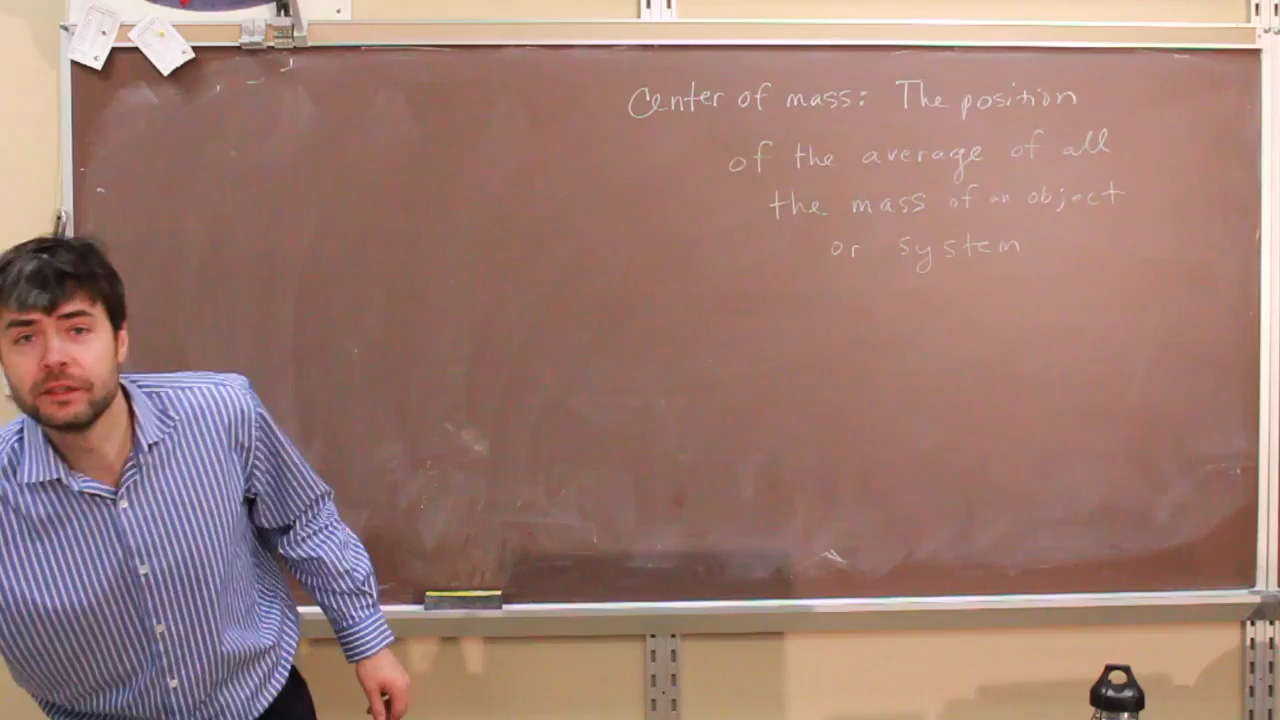 Center of mass: The position
of the average of all
the mass of an object
or system